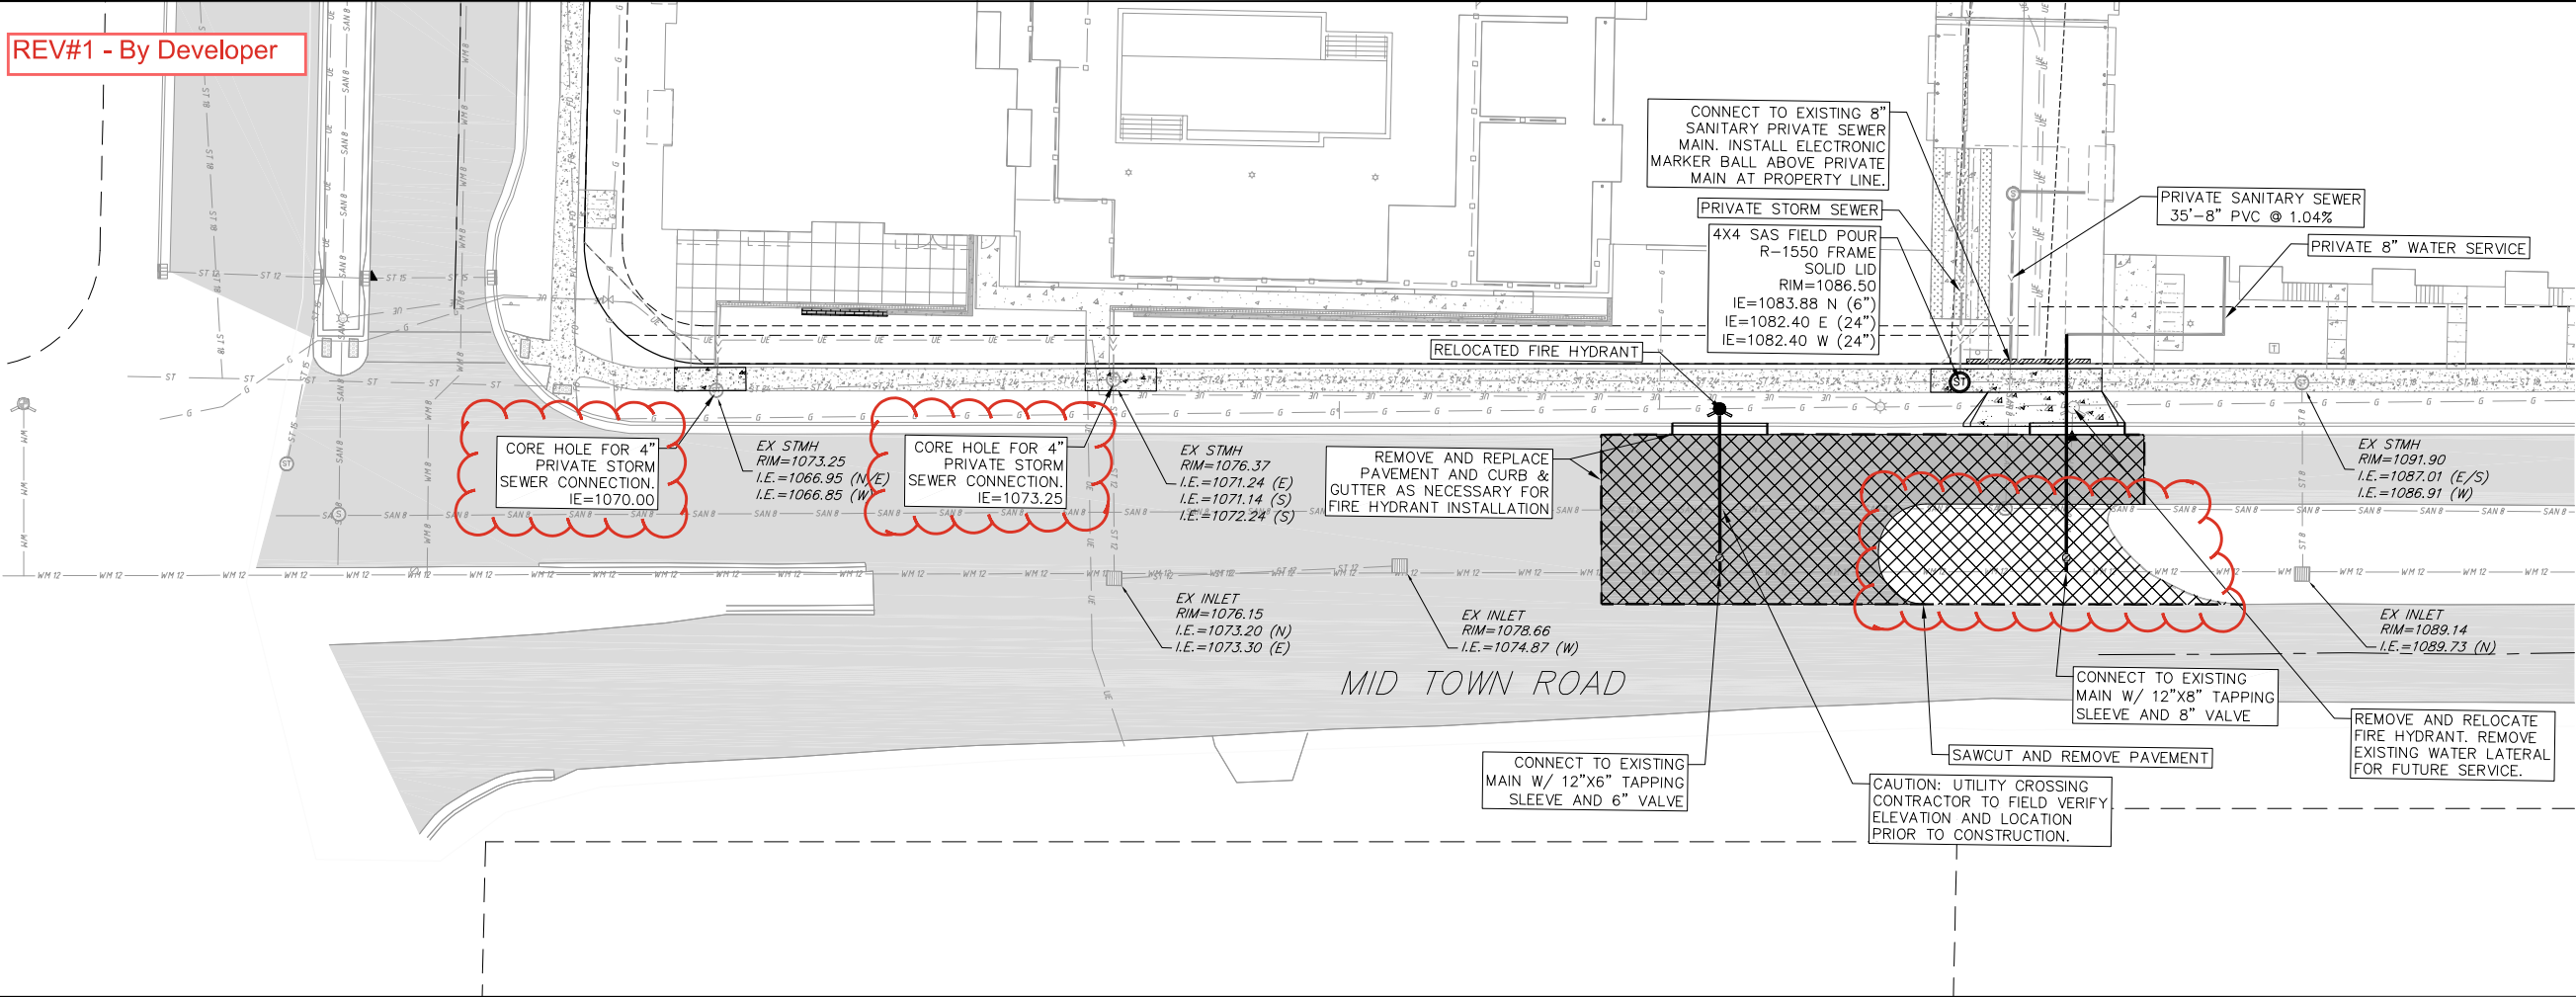 REV#1 - By Developer
CONNECT TO EXISTING 8"
SANITARY PRIVATE SEWER
MAIN. INSTALL ELECTRONIC
MARKER BALL ABOVE PRIVATE
MAIN AT PROPERTY LINE.
PRIVATE STORM SEWER
4X4 SAS FIELD POUR
R-1550 FRAME
SOLID LID
RIM=1086.50
IE=1083.88 N (6")
IE=1082.40 E (24")
IE=1082.40 W (24")
PRIVATE SANITARY SEWER
35'-8" PVC @ 1.04%
PRIVATE 8" WATER SERVICE
RELOCATED FIRE HYDRANT
CORE HOLE FOR 4"
PRIVATE STORM
SEWER CONNECTION.
IE=1070.00
EX STMH
RIM=1073.25
I.E.=1066.95 (N/E)
I.E.=1066.85 (W)
CORE HOLE FOR 4"
PRIVATE STORM
SEWER CONNECTION.
IE=1073.25
EX STMH
RIM=1076.37
I.E.=1071.24 (E)
I.E.=1071.14 (S)
I.E.=1072.24 (S)
REMOVE AND REPLACE
PAVEMENT AND CURB &
GUTTER AS NECESSARY FOR
FIRE HYDRANT INSTALLATION
EX STMH
RIM=1091.90
I.E.=1087.01 (E/S)
I.E.=1086.91 (W)
EX INLET
RIM=1076.15
I.E.=1073.20 (N)
I.E.=1073.30 (E)
EX INLET
RIM=1078.66
I.E.=1074.87 (W)
EX INLET
RIM=1089.14
I.E.=1089.73 (N)
MID TOWN ROAD
CONNECT TO EXISTING
MAIN W/ 12"X8" TAPPING
SLEEVE AND 8" VALVE
REMOVE AND RELOCATE
FIRE HYDRANT. REMOVE
EXISTING WATER LATERAL
FOR FUTURE SERVICE.
SAWCUT AND REMOVE PAVEMENT
CONNECT TO EXISTING
MAIN W/ 12"X6" TAPPING
SLEEVE AND 6" VALVE
CAUTION: UTILITY CROSSING
CONTRACTOR TO FIELD VERIFY
ELEVATION AND LOCATION
PRIOR TO CONSTRUCTION.